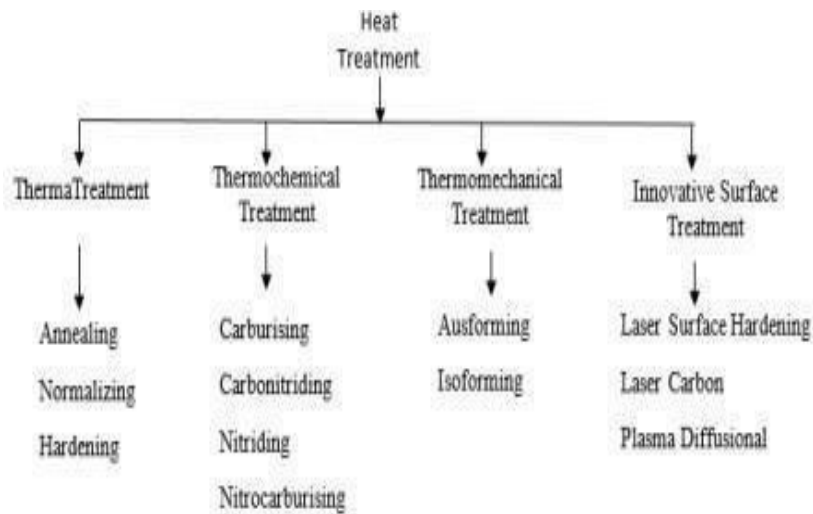 Heat
Treatment
ThermaTreatment
Thermochemical
Treatment
Thermomechanical
Treatment
Innovative Surface
Treatment
Annealing
Normalizing
Hardening
Carburising
Carbonitriding
Nitriding
Nitrocarburising
Ausforming
Isoforming
Laser Surface Hardening
Laser Carbon
Plasma Diffusional